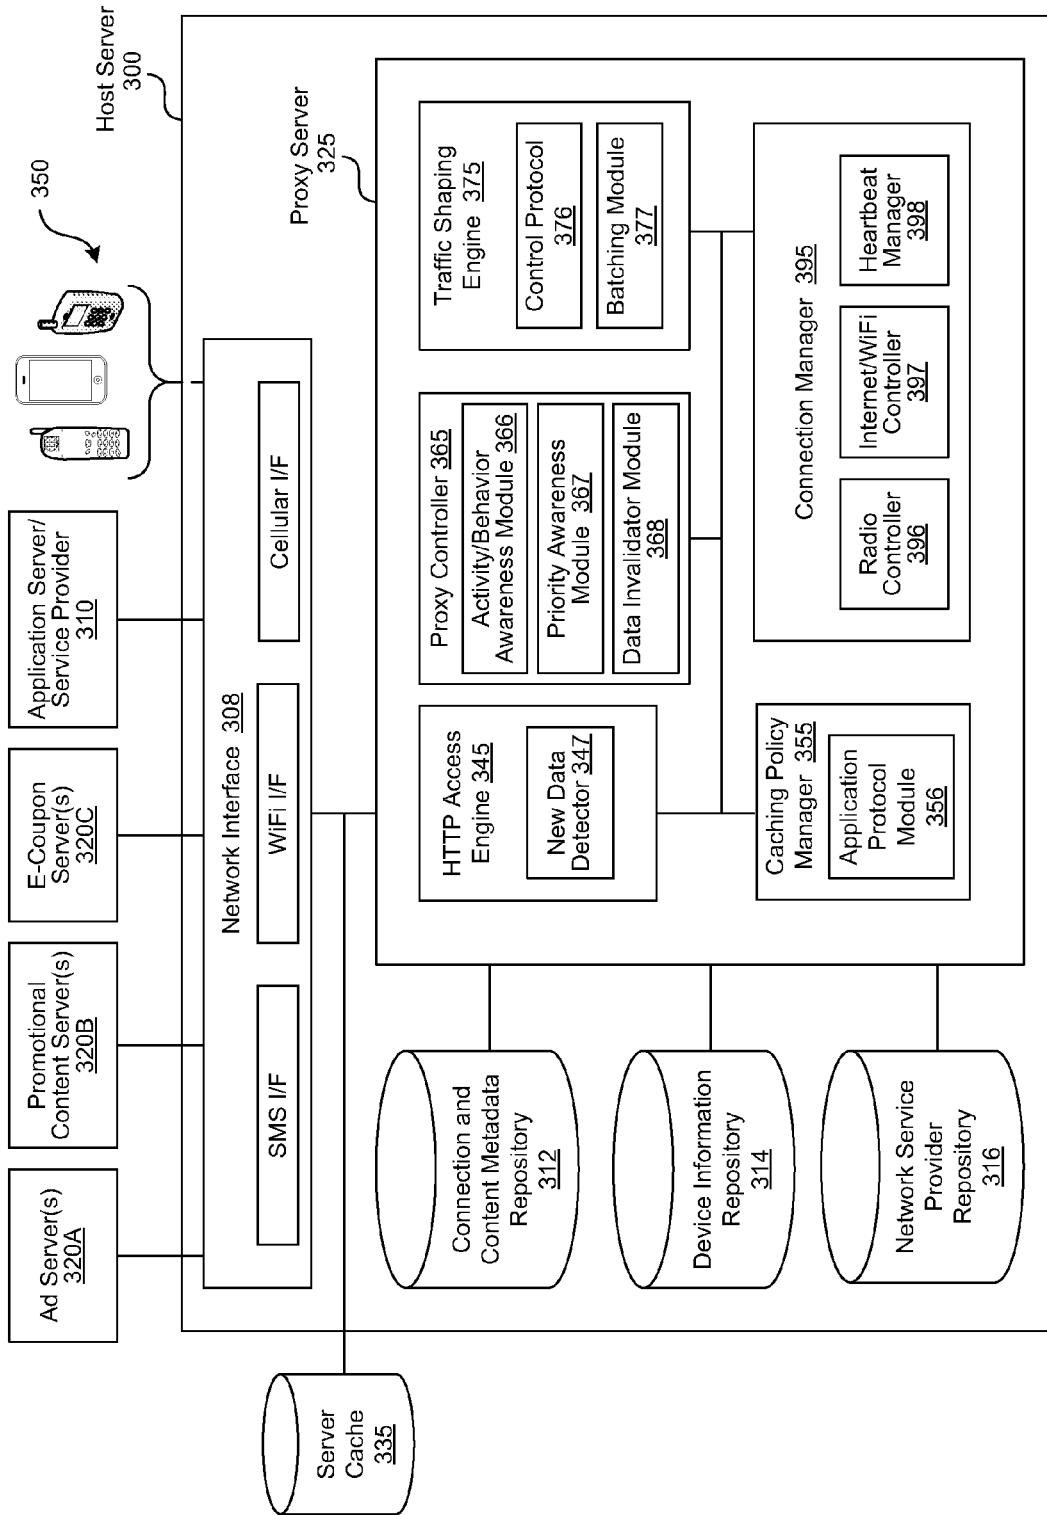 Ad Server(s)
320A
Promotional
Content Server(s)
320B
E-Coupon
Server(s)
320C
Application Server/
Service Provider
310
350
Host Server
300
Network Interface 308
SMS I/F
WiFi I/F
Cellular I/F
Server
Cache
335
Proxy Server
325
Connection and
Content Metadata
Repository
312
Device Information
Repository
314
Network Service
Provider
Repository
316
HTTP Access
Engine 345
New Data
Detector 347
Proxy Controller 365
Activity/Behavior
Awareness Module 366
Priority Awareness
Module 367
Data Invalidator Module
368
Traffic Shaping
Engine 375
Control Protocol
376
Batching Module
377
Caching Policy
Manager 355
Application
Protocol
Module
356
Connection Manager 395
Radio
Controller
396
Internet/WiFi
Controller
397
Heartbeat
Manager
398